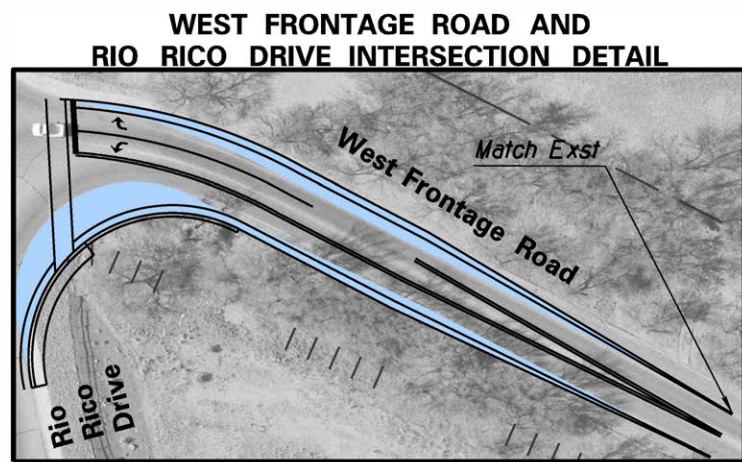 WEST FRONTAGE ROAD AND
RIO RICO DRIVE INTERSECTION DETAIL
West Frontage Road
Match Exst
Rio
Rico
Drive